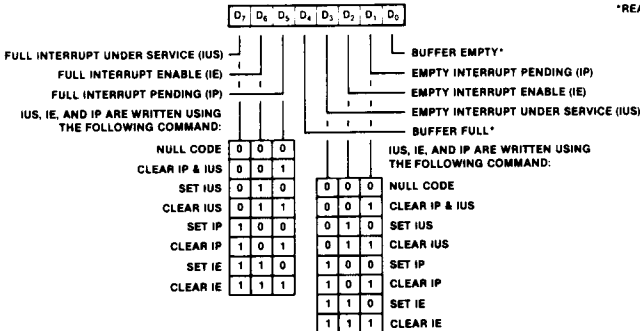 *REA
D7 D6 D5 D4 D3 D2 D1 D0
FULL INTERRUPT UNDER SERVICE (IUS)
FULL INTERRUPT ENABLE (IE)
FULL INTERRUPT PENDING (IP)
IUS, IE, AND IP ARE WRITTEN USING
THE FOLLOWING COMMAND:
NULL CODE 0 0 0
CLEAR IP & IUS 0 0 1
SET IUS 0 1 0
CLEAR IUS 0 1 1
SET IP 1 0 0
CLEAR IP 1 0 1
SET IE 1 1 0
CLEAR IE 1 1 1
BUFFER EMPTY*
EMPTY INTERRUPT PENDING (IP)
EMPTY INTERRUPT ENABLE (IE)
EMPTY INTERRUPT UNDER SERVICE (IUS)
BUFFER FULL*
IUS, IE, AND IP ARE WRITTEN USING
THE FOLLOWING COMMAND:
0 0 0 NULL CODE
0 0 1 CLEAR IP & IUS
0 1 0 SET IUS
0 1 1 CLEAR IUS
1 0 0 SET IP
1 0 1 CLEAR IP
1 1 0 SET IE
1 1 1 CLEAR IE